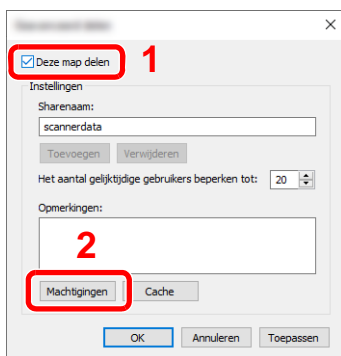 Deze map delen
1
Instellingen
Sharenaam:
scannerdata
Toevoegen Verwijderen
Het aantal gelijktijdige gebruikers beperken tot: 20
Opmerkingen:
2
Machtigingen Cache
OK Annuleren Toepassen